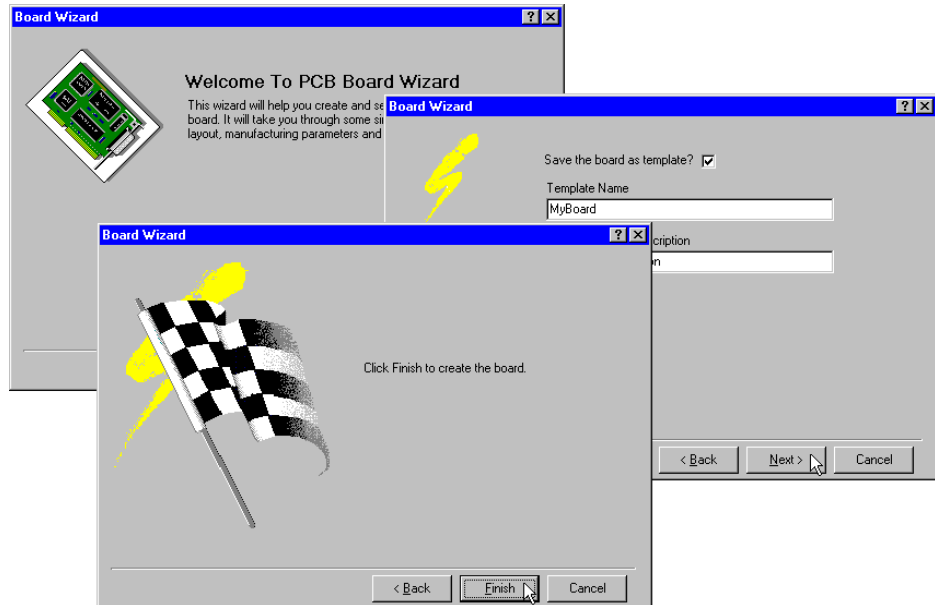 Board Wizard
Welcome To PCB Board Wizard
This wizard will help you create and se
board. It will take you through some si
layout, manufacturing parameters and
Board Wizard
Save the board as template?
Template Name
MyBoard
cription
on
< Back Next > Cancel
Board Wizard
Click Finish to create the board.
< Back Finish Cancel